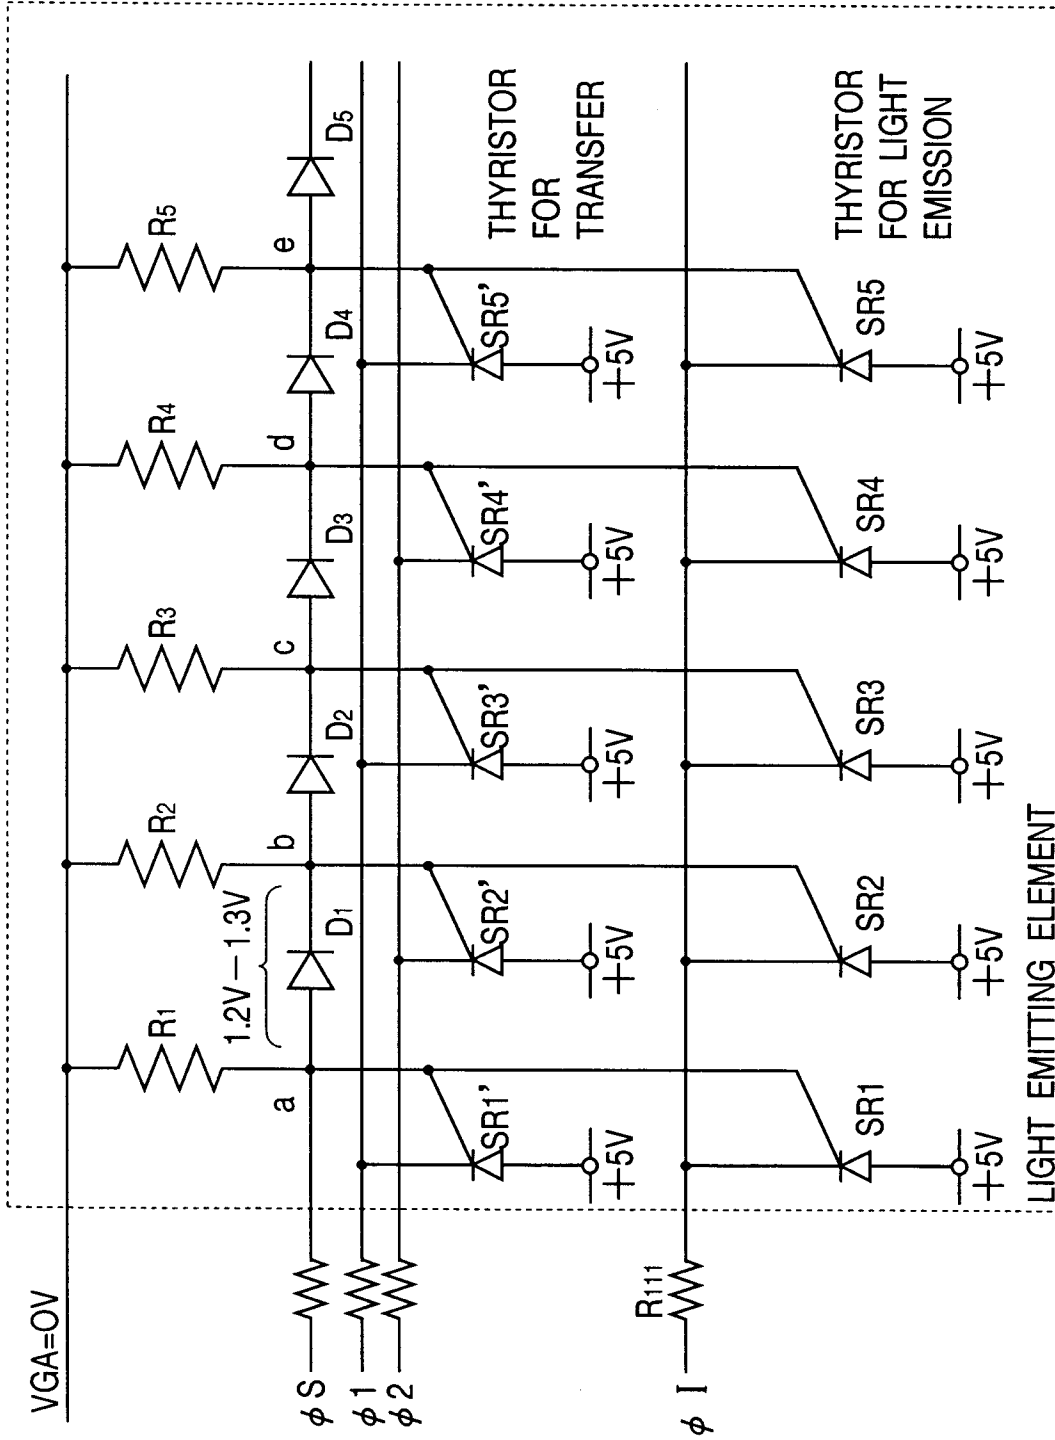 VGA=0V
R1
R2
R3
R4
R5
1.2V－1.3V
a
b
c
d
e
D1
D2
D3
D4
D5
φS
φ1
φ2
SR1'
SR2'
SR3'
SR4'
SR5'
THYRISTOR
FOR
TRANSFER
+5V
+5V
+5V
+5V
+5V
R111
φI
SR1
SR2
SR3
SR4
SR5
THYRISTOR
FOR LIGHT
EMISSION
+5V
+5V
+5V
+5V
+5V
LIGHT EMITTING ELEMENT